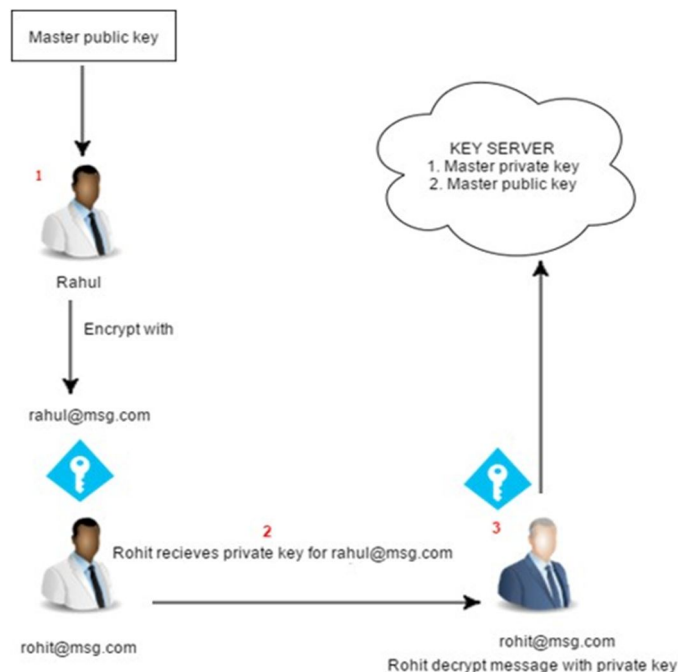 Master public key
KEY SERVER
1. Master private key
2. Master public key
1
Rahul
Encrypt with
rahul@msg.com
2
Rohit recieves private key for rahul@msg.com
3
rohit@msg.com
rohit@msg.com
Rohit decrypt message with private key